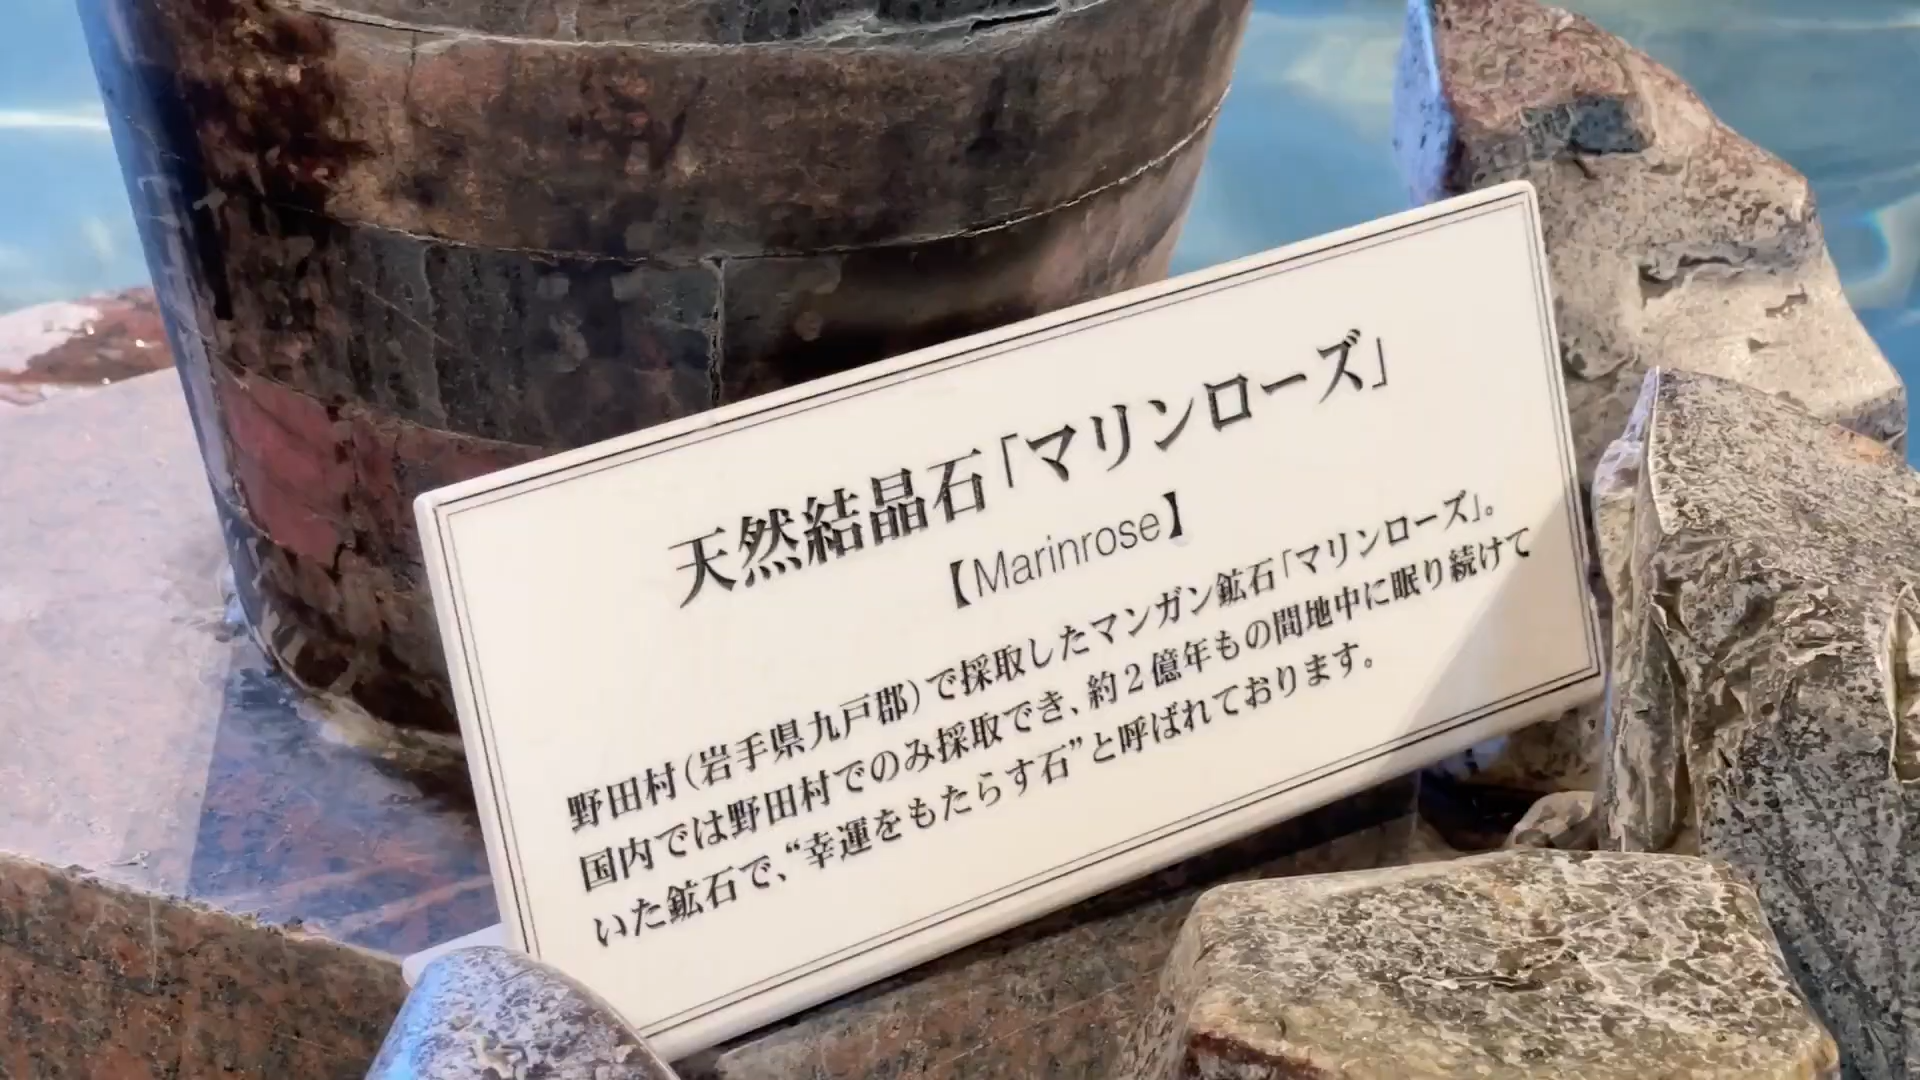 天然結晶石「マリンローズ」
【Marinrose】
野田村（岩手県九戸郡）で採取したマンガン鉱石「マリンローズ」。
国内では野田村でのみ採取でき、約2億年もの間地中に眠り続けて
いた鉱石で、“幸運をもたらす石”と呼ばれております。